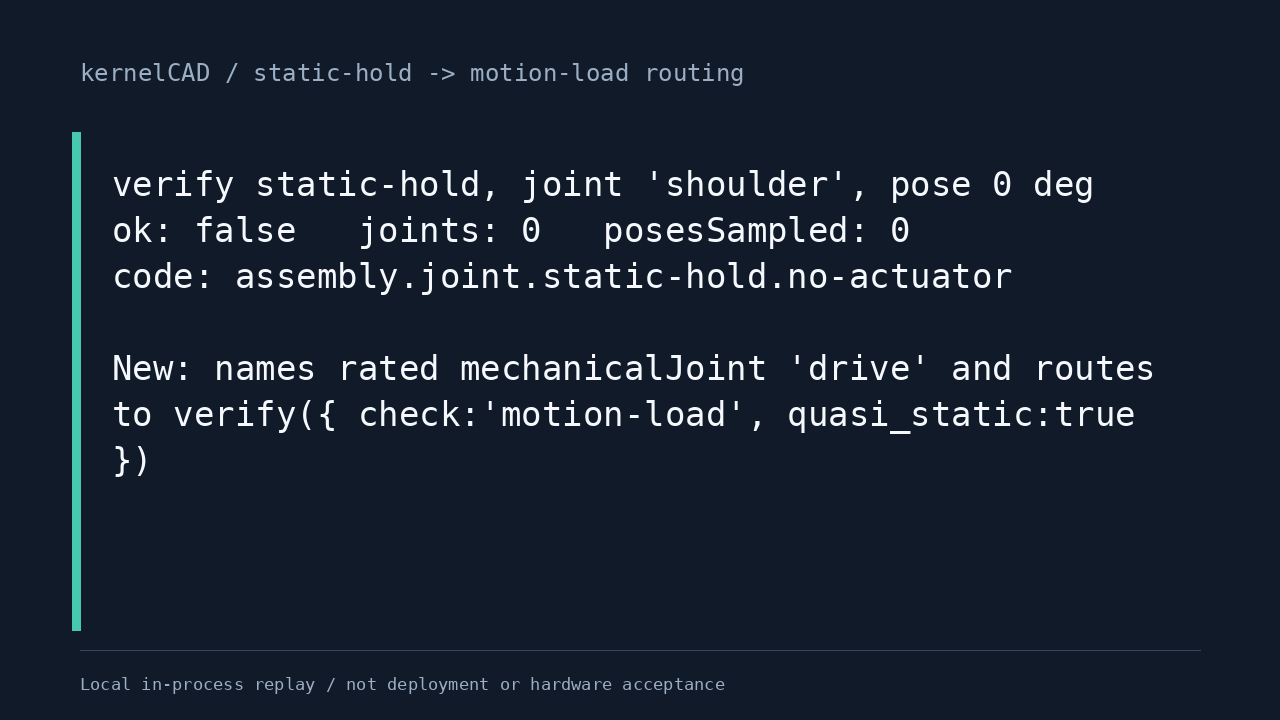 kernelCAD / static-hold -> motion-load routing
verify static-hold, joint 'shoulder', pose 0 deg
ok: false   joints: 0   posesSampled: 0
code: assembly.joint.static-hold.no-actuator
New: names rated mechanicalJoint 'drive' and routes
to verify({ check:'motion-load', quasi_static:true
})
Local in-process replay / not deployment or hardware acceptance